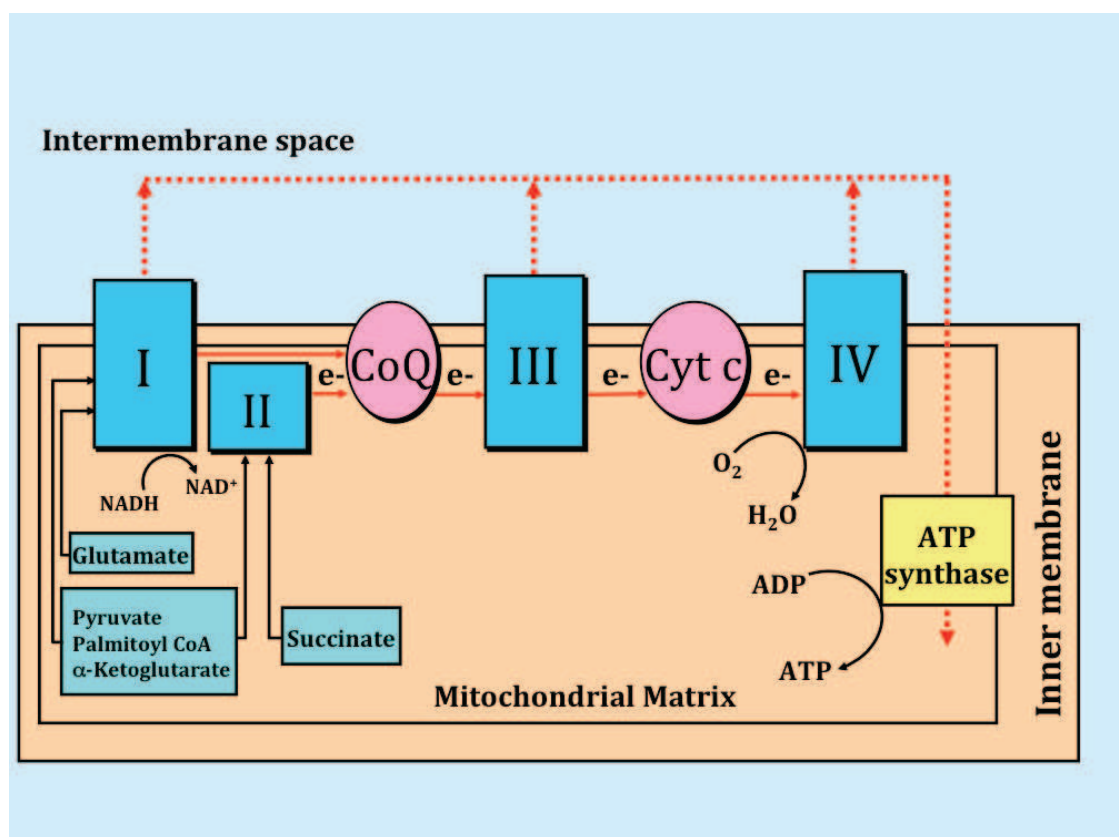 Intermembrane space
I
II
CoQ
III
Cyt c
IV
e-
e-
e-
e-
NADH
NAD⁺
O₂
H₂O
Glutamate
Pyruvate
Palmitoyl CoA
α-Ketoglutarate
Succinate
ATP
synthase
ADP
ATP
Mitochondrial Matrix
Inner membrane